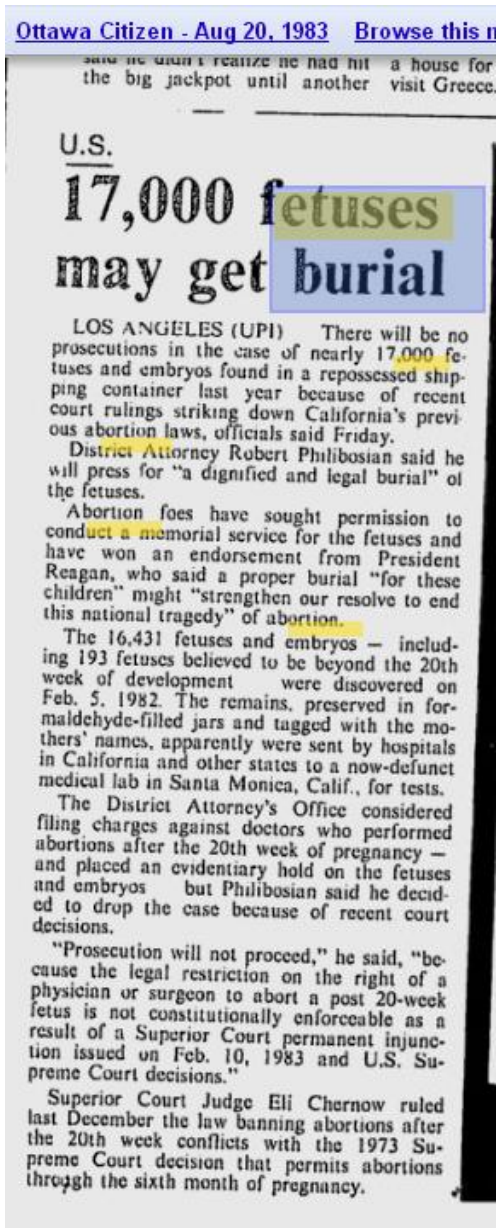 Ottawa Citizen - Aug 20, 1983 Browse this n
said he didn't realize he had hit a house for
the big jackpot until another visit Greece.
U.S.
17,000 fetuses
may get burial
LOS ANGELES (UPI) There will be no
prosecutions in the case of nearly 17,000 fe-
tuses and embryos found in a repossessed ship-
ping container last year because of recent
court rulings striking down California's previ-
ous abortion laws, officials said Friday.
District Attorney Robert Philibosian said he
will press for "a dignified and legal burial" of
the fetuses.
Abortion foes have sought permission to
conduct a memorial service for the fetuses and
have won an endorsement from President
Reagan, who said a proper burial "for these
children" might "strengthen our resolve to end
this national tragedy" of abortion.
The 16,431 fetuses and embryos — includ-
ing 193 fetuses believed to be beyond the 20th
week of development were discovered on
Feb. 5, 1982. The remains, preserved in for-
maldehyde-filled jars and tagged with the mo-
thers' names, apparently were sent by hospitals
in California and other states to a now-defunct
medical lab in Santa Monica, Calif., for tests.
The District Attorney's Office considered
filing charges against doctors who performed
abortions after the 20th week of pregnancy —
and placed an evidentiary hold on the fetuses
and embryos but Philibosian said he decid-
ed to drop the case because of recent court
decisions.
"Prosecution will not proceed," he said, "be-
cause the legal restriction on the right of a
physician or surgeon to abort a post 20-week
fetus is not constitutionally enforceable as a
result of a Superior Court permanent injunc-
tion issued on Feb. 10, 1983 and U.S. Su-
preme Court decisions."
Superior Court Judge Eli Chernow ruled
last December the law banning abortions after
the 20th week conflicts with the 1973 Su-
preme Court decision that permits abortions
through the sixth month of pregnancy.